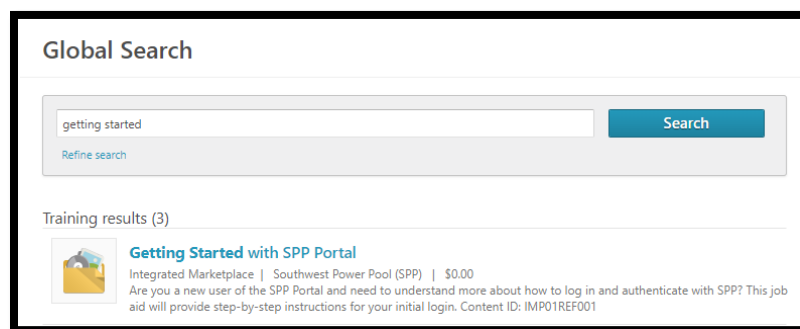 Global Search
getting started
Search
Refine search
Training results (3)
Getting Started with SPP Portal
Integrated Marketplace | Southwest Power Pool (SPP) | $0.00
Are you a new user of the SPP Portal and need to understand more about how to log in and authenticate with SPP? This job
aid will provide step-by-step instructions for your initial login. Content ID: IMP01REF001